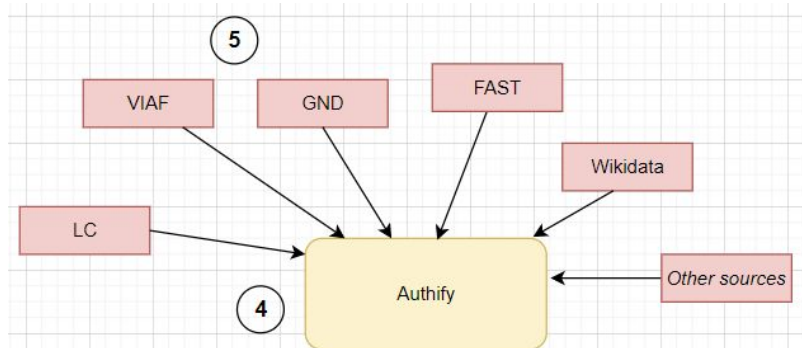 5
VIAF
GND
FAST
Wikidata
LC
Other sources
Authify
4